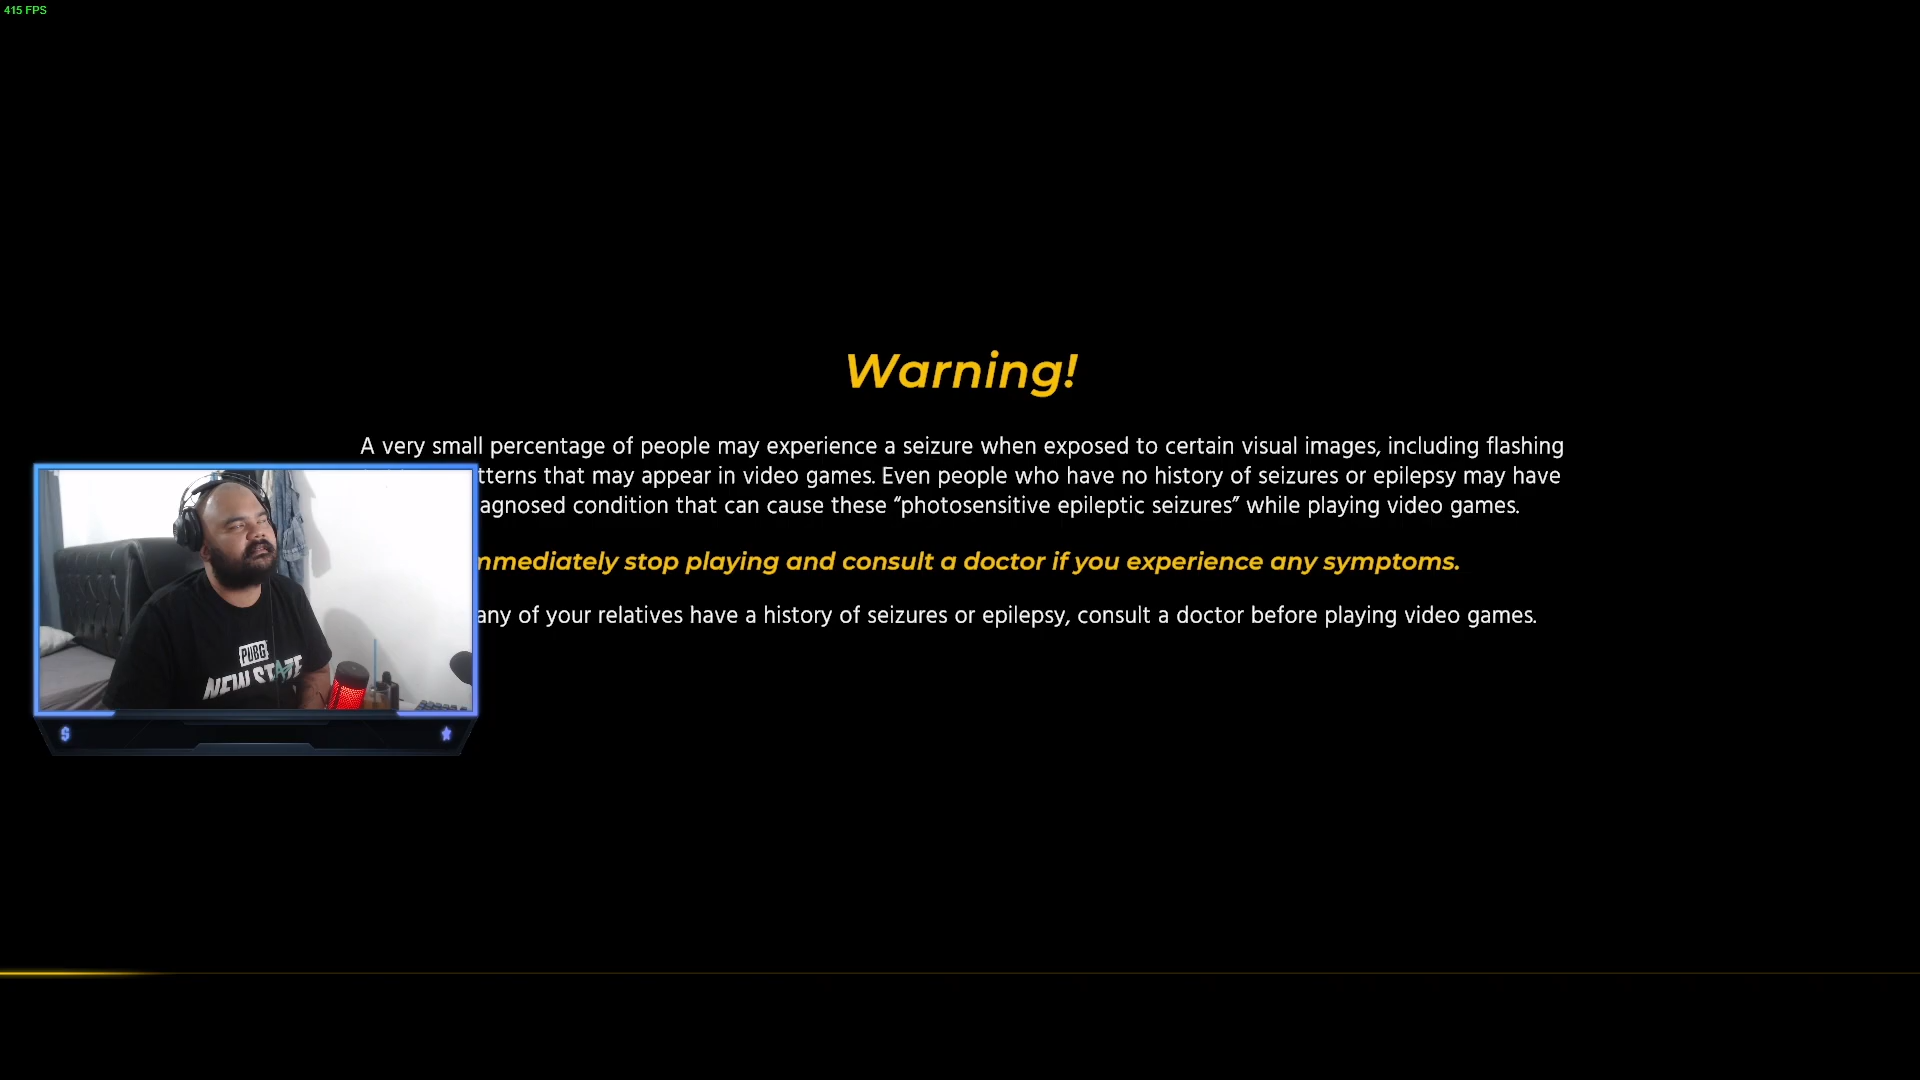 415 FPS
Warning!
A very small percentage of people may experience a seizure when exposed to certain visual images, including flashing
that may appear in video games. Even people who have no history of seizures or epilepsy may have
condition that can cause these “photosensitive epileptic seizures” while playing video games.
stop playing and consult a doctor if you experience any symptoms.
any of your relatives have a history of seizures or epilepsy, consult a doctor before playing video games.
PUBG
NEW STATE
$